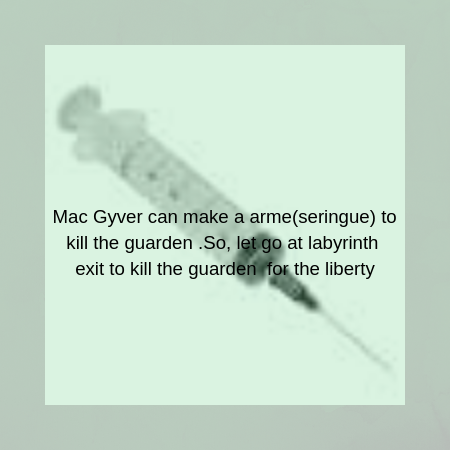 Mac Gyver can make a arme(seringue) to
kill the guarden .So, let go at labyrinth
exit to kill the guarden  for the liberty